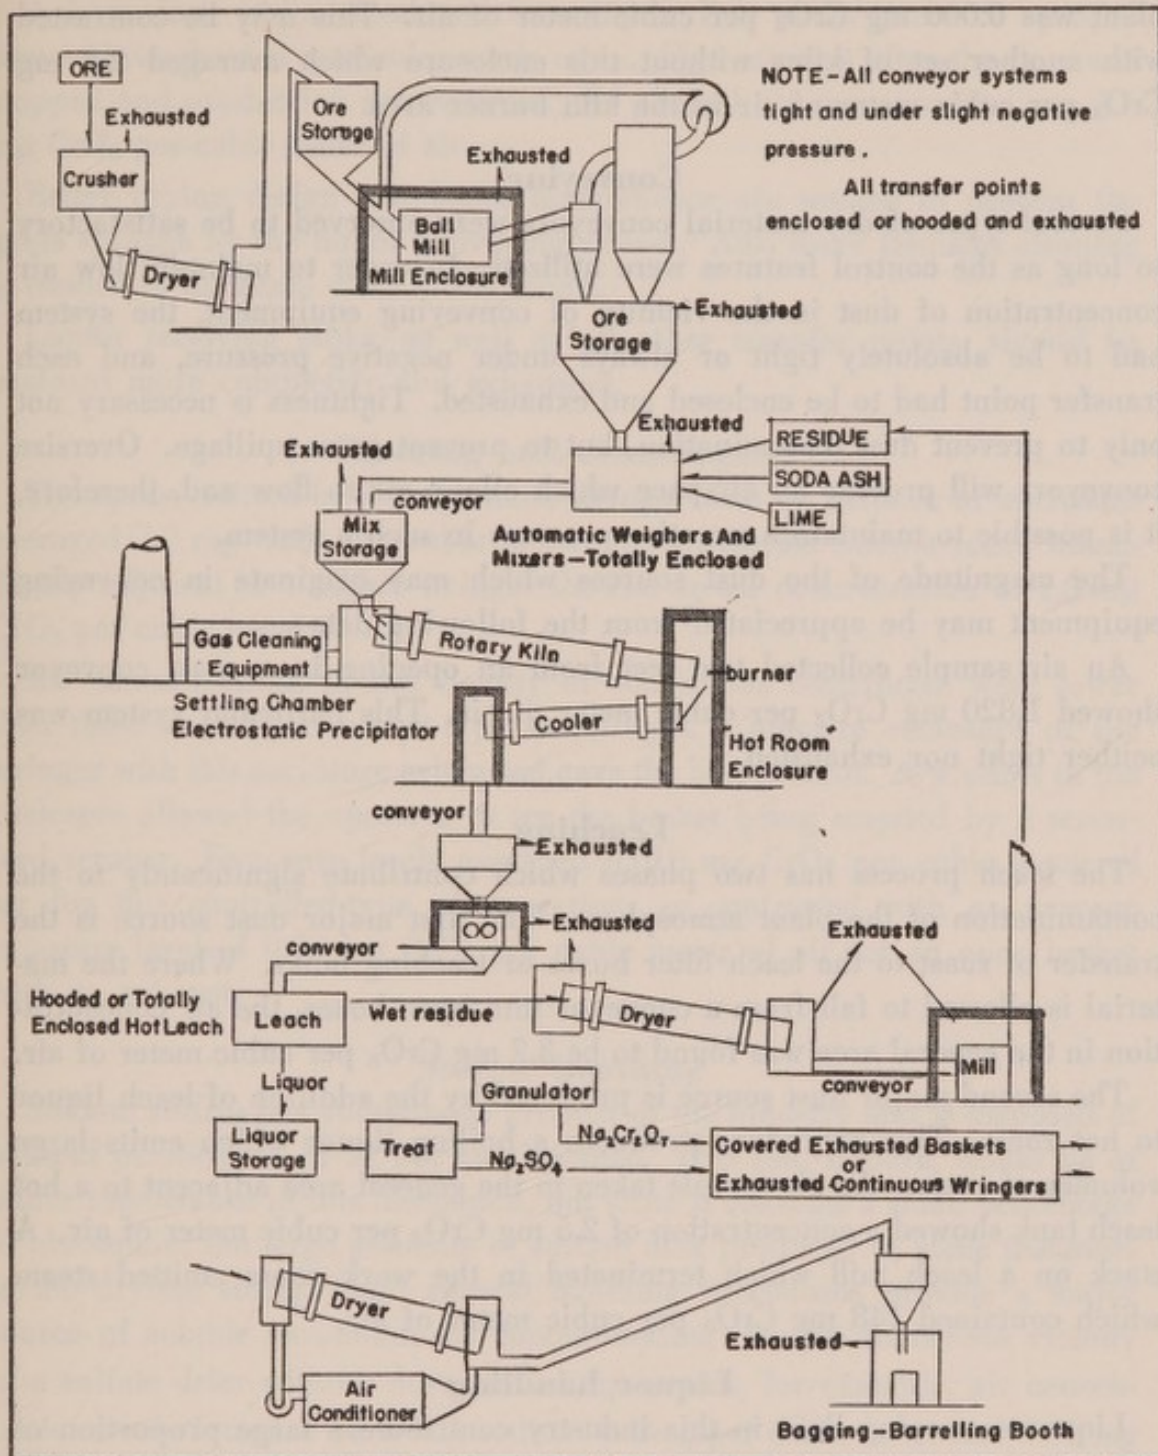 ORE
Exhausted
Crusher
Dryer
Ore
Storage
Exhausted
Ball
Mill
Mill Enclosure
NOTE-All conveyor systems
tight and under slight negative
pressure.
All transfer points
enclosed or hooded and exhausted
Exhausted
Ore
Storage
Exhausted
RESIDUE
SODA ASH
LIME
Automatic Weighers And
Mixers-Totally Enclosed
Exhausted
conveyor
Mix
Storage
Gas Cleaning
Equipment
Settling Chamber
Electrostatic Precipitator
Rotary Kiln
burner
Cooler
"Hot Room"
Enclosure
conveyor
Exhausted
Exhausted
conveyor
Hooded or Totally
Enclosed Hot Leach
Leach
Wet residue
Dryer
Exhausted
conveyor
Mill
Liquor
Liquor
Storage
Treat
Granulator
Na₂Cr₂O₇
Na₂SO₄
Covered Exhausted Baskets
or
Exhausted Continuous Wringers
Dryer
Air
Conditioner
Exhausted
Bagging-Barrelling Booth